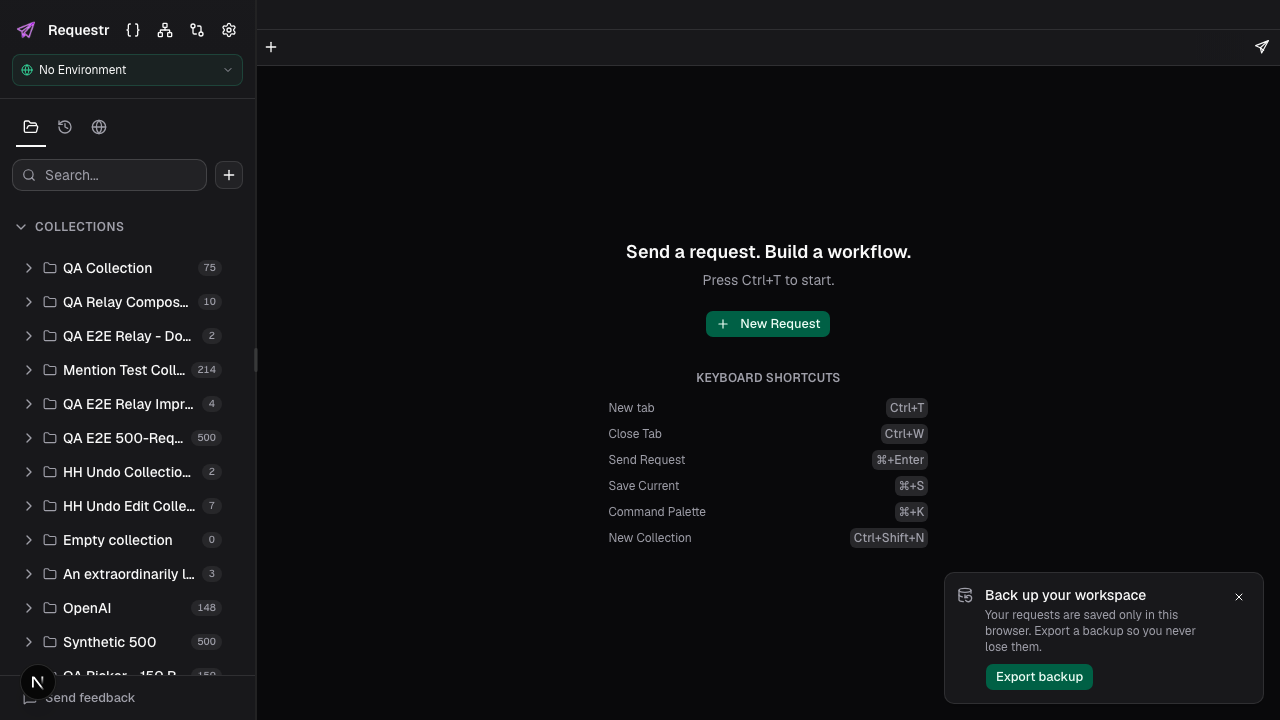 Requestr
No Environment
Search...
COLLECTIONS
QA Collection 75
QA Relay Compos... 10
QA E2E Relay - Do... 2
Mention Test Coll... 214
QA E2E Relay Impr... 4
QA E2E 500-Req... 500
HH Undo Collectio... 2
HH Undo Edit Colle... 7
Empty collection 0
An extraordinarily l... 3
OpenAI 148
Synthetic 500 500
QA Picker - 150 R... 150
N
Send feedback
Send a request. Build a workflow.
Press Ctrl+T to start.
New Request
KEYBOARD SHORTCUTS
New tab Ctrl+T
Close Tab Ctrl+W
Send Request ⌘+Enter
Save Current ⌘+S
Command Palette ⌘+K
New Collection Ctrl+Shift+N
Back up your workspace
Your requests are saved only in this
browser. Export a backup so you never
lose them.
Export backup